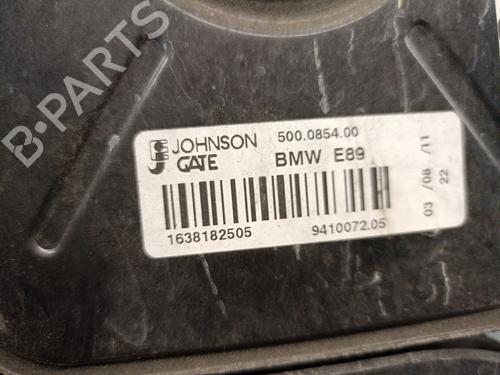 B-PARTS
JOHNSON 500.0854.00
GATE BMW E89
1638182505 9410072.05
03 /08 /11
22